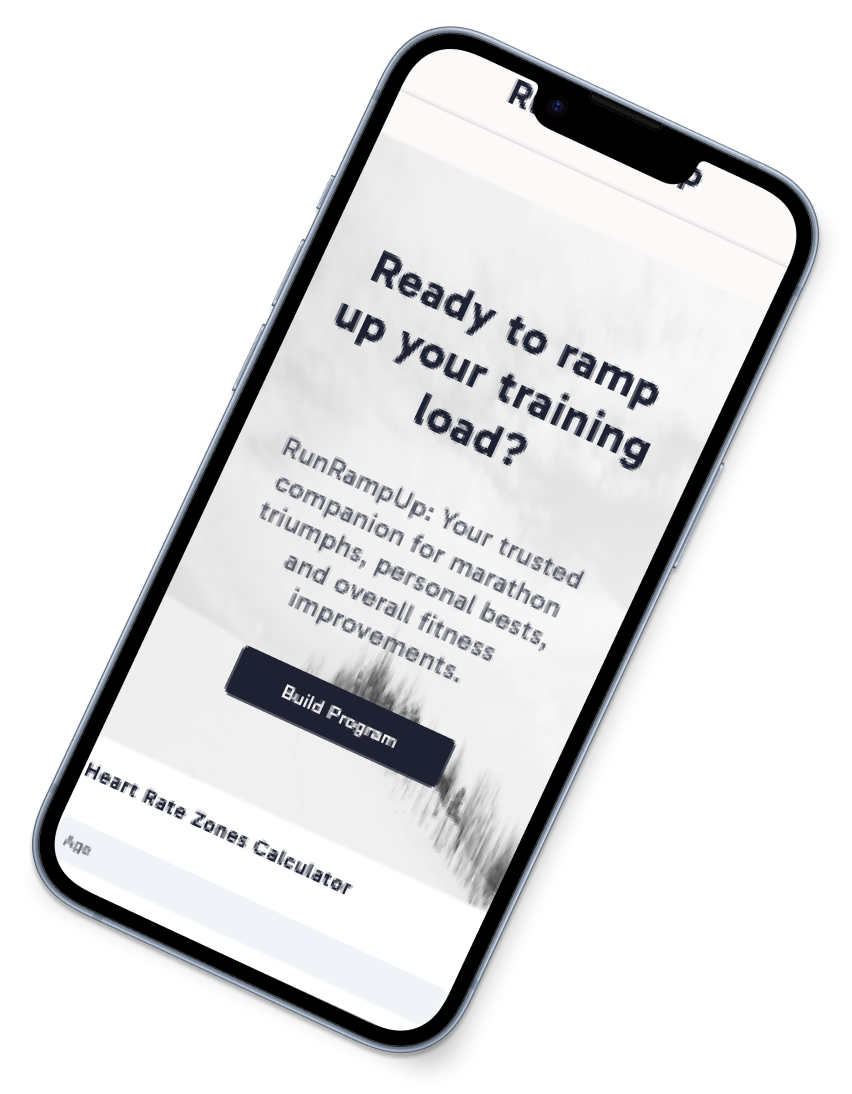 Ready to ramp
up your training
load?
RunRampUp: Your trusted
companion for marathon
triumphs, personal bests,
and overall fitness
improvements.
Build Program
Heart Rate Zones Calculator
Age